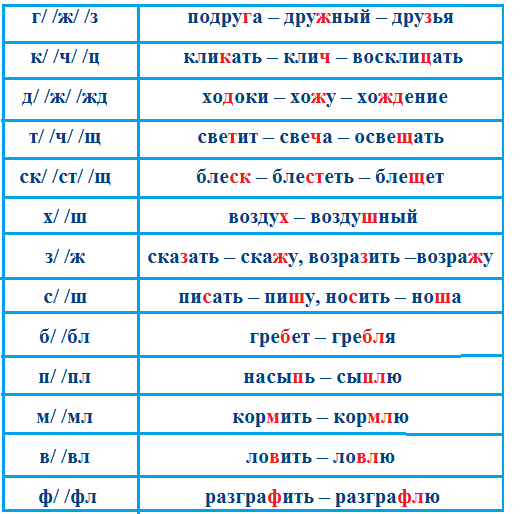 г/ /ж/ /з подруга – дружный – друзья
к/ /ч/ /ц кликать – клич – восклицать
д/ /ж/ /жд ходоки – хожу – хождение
т/ /ч/ /щ светит – свеча – освещать
ск/ /ст/ /щ блеск – блестеть – блещет
х/ /ш воздух – воздушный
з/ /ж сказать – скажу, возразить –возражу
с/ /ш писать – пишу, носить – ноша
б/ /бл гребет – гребля
п/ /пл насыпь – сыплю
м/ /мл кормить – кормлю
в/ /вл ловить – ловлю
ф/ /фл разграфить – разграфлю